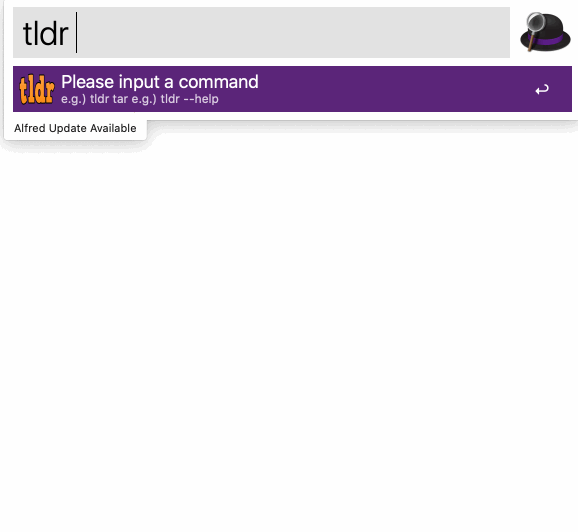 tldr
tldr Please input a command
e.g.) tldr tar e.g.) tldr --help
Alfred Update Available